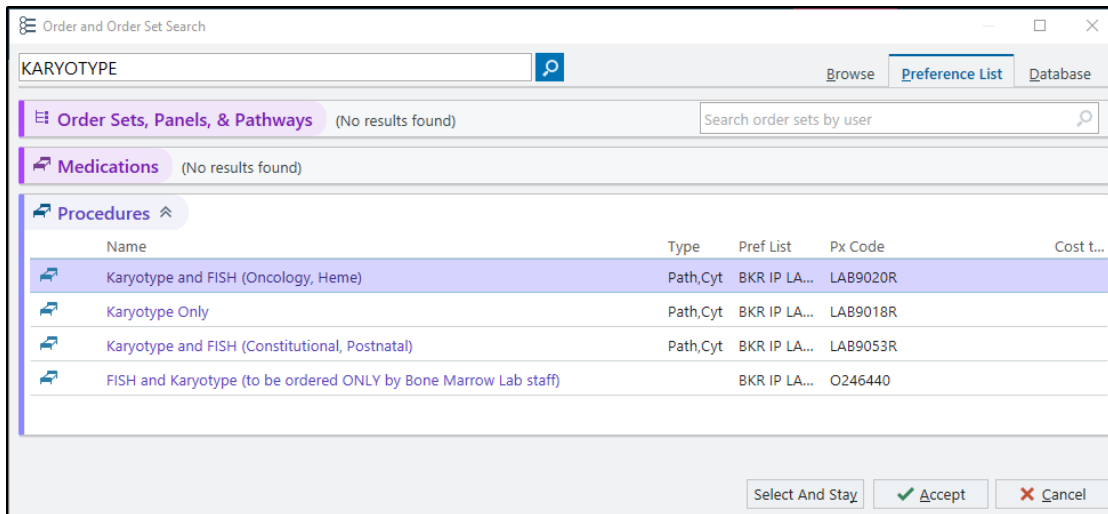 Order and Order Set Search
KARYOTYPE
Browse Preference List Database
Order Sets, Panels, & Pathways (No results found) Search order sets by user
Medications (No results found)
Procedures
Name Type Pref List Px Code Cost t...
Karyotype and FISH (Oncology, Heme) Path,Cyt BKR IP LA... LAB9020R
Karyotype Only Path,Cyt BKR IP LA... LAB9018R
Karyotype and FISH (Constitutional, Postnatal) Path,Cyt BKR IP LA... LAB9053R
FISH and Karyotype (to be ordered ONLY by Bone Marrow Lab staff) BKR IP LA... O246440
Select And Stay Accept Cancel